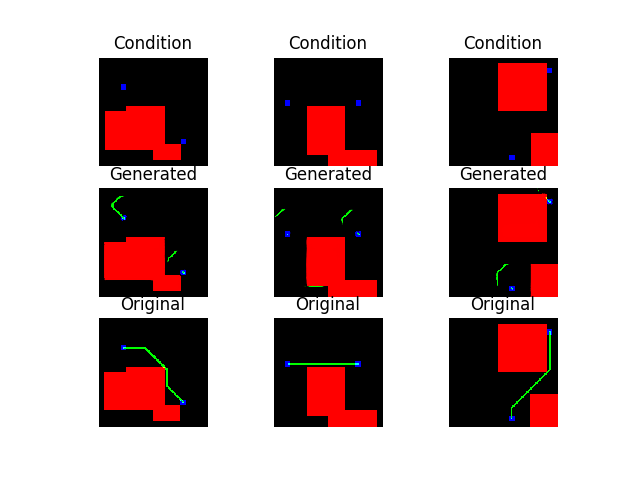 Condition Condition Condition
Generated Generated Generated
Original Original Original